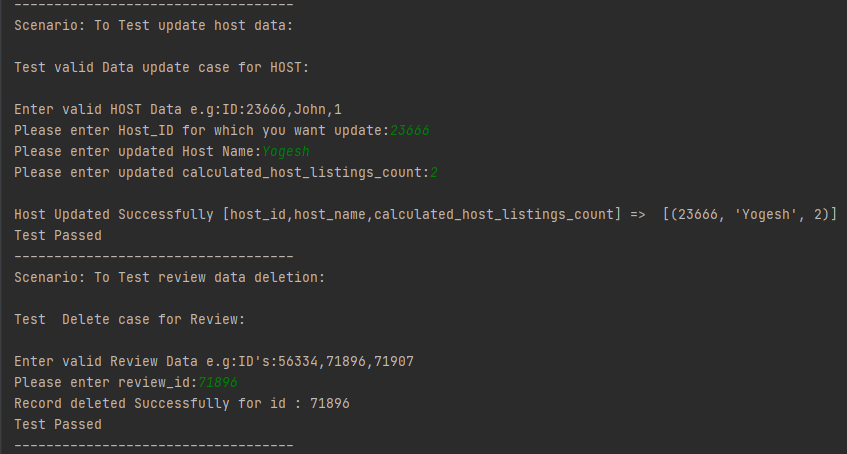 -----------------------------------
Scenario: To Test update host data:
Test valid Data update case for HOST:
Enter valid HOST Data e.g:ID:23666,John,1
Please enter Host_ID for which you want update:23666
Please enter updated Host Name:Yogesh
Please enter updated calculated_host_listings_count:2
Host Updated Successfully [host_id,host_name,calculated_host_listings_count] =>  [(23666, 'Yogesh', 2)]
Test Passed
-----------------------------------
Scenario: To Test review data deletion:
Test  Delete case for Review:
Enter valid Review Data e.g:ID's:56334,71896,71907
Please enter review_id:71896
Record deleted Successfully for id : 71896
Test Passed
-----------------------------------